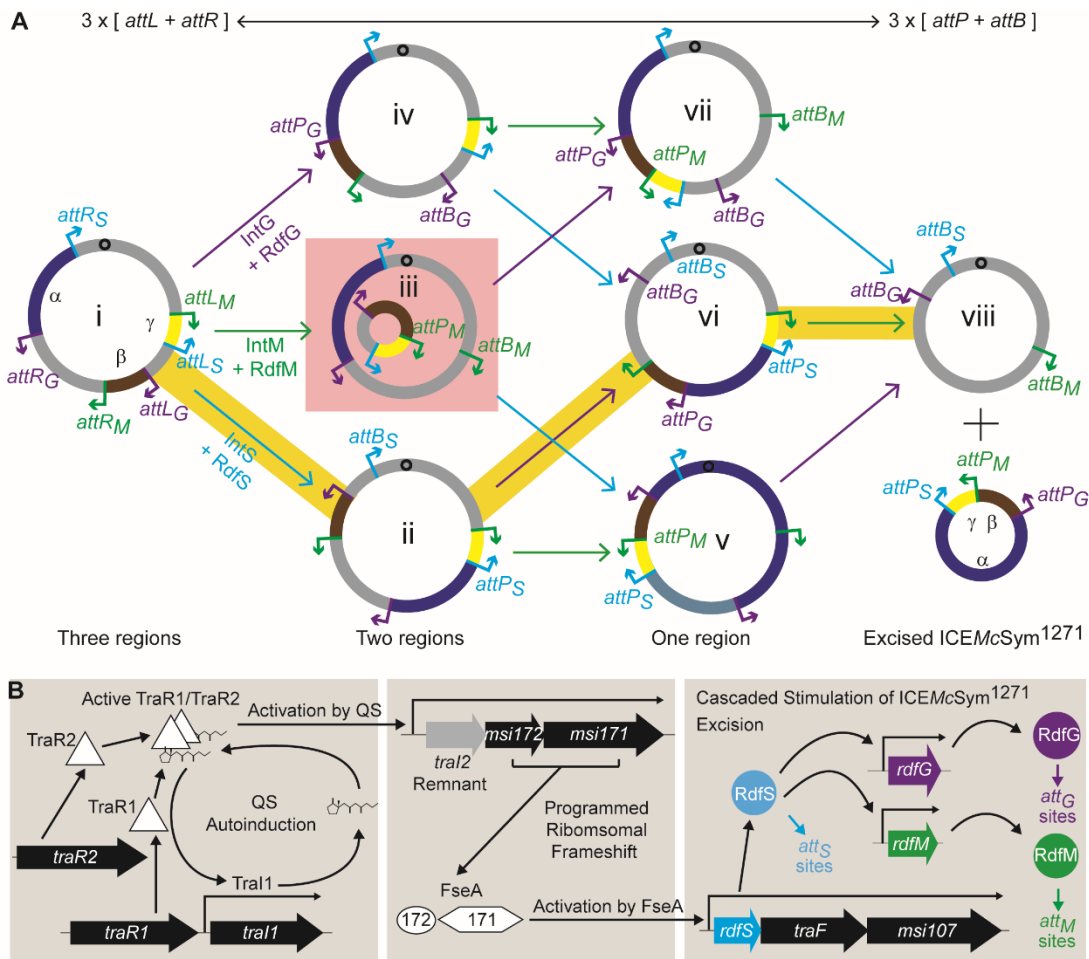 A
3 x [ attL + attR ]
3 x [ attP + attB ]
iv
attPG
attBG
vii
attBM
attPG
attPM
attBG
attRS
i
α
β
γ
attLM
attLS
attRG
attRM
attLG
IntG
+ RdfG
IntM
+ RdfM
IntS
+ RdfS
iii
attPM
attBM
attBS
ii
attPS
vi
attBS
attBG
attPS
attPG
v
attPM
attPS
viii
attBS
attBG
attBM
+
attPM
attPS
attPG
γ β
α
Three regions
Two regions
One region
Excised ICEMcSym1271
B
Active TraR1/TraR2
TraR2
TraR1
QS
Autoinduction
traR2
TraI1
traR1
traI1
Activation by QS
traI2
Remnant
msi172
msi171
Programmed
Ribomsomal
Frameshift
FseA
172
171
Activation by FseA
Cascaded Stimulation of ICEMcSym1271
Excision
RdfS
attS
sites
rdfG
RdfG
attG
sites
rdfM
RdfM
attM
sites
rdfS
traF
msi107